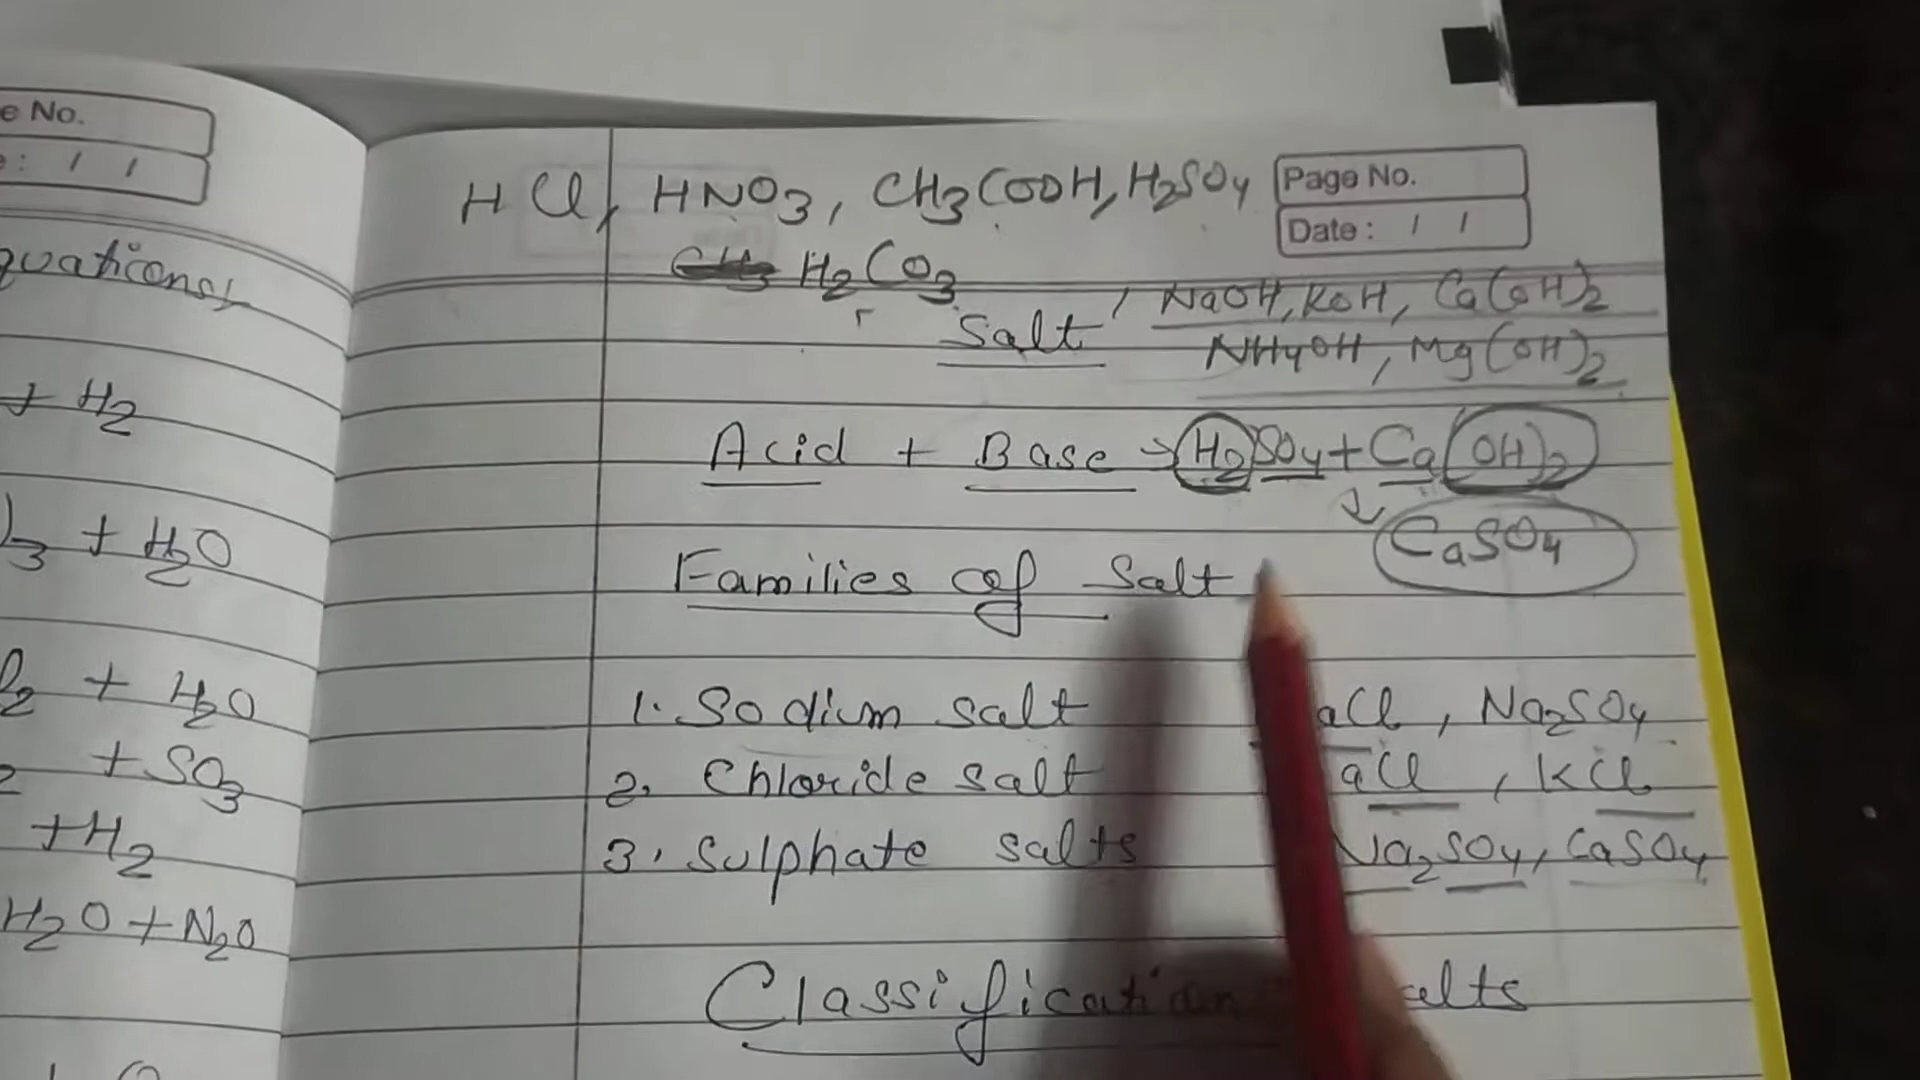 e No.
e: / /
quations
+ H2
)3 + H2O
l2 + H2O
2 + SO3
+ H2
H2O + N2O
HCl, HNO3, CH3COOH, H2SO4
Page No.
Date: / /
H2CO3
Salt
NaOH, KOH, Ca(OH)2
NH4OH, Mg(OH)2
Acid + Base → H2SO4 + Ca(OH)2
↓
CaSO4
Families of Salt
1. Sodium salt aCl, Na2SO4
2. Chloride salt aCl, KCl
3. Sulphate salts Na2SO4, CaSO4
Classification alts